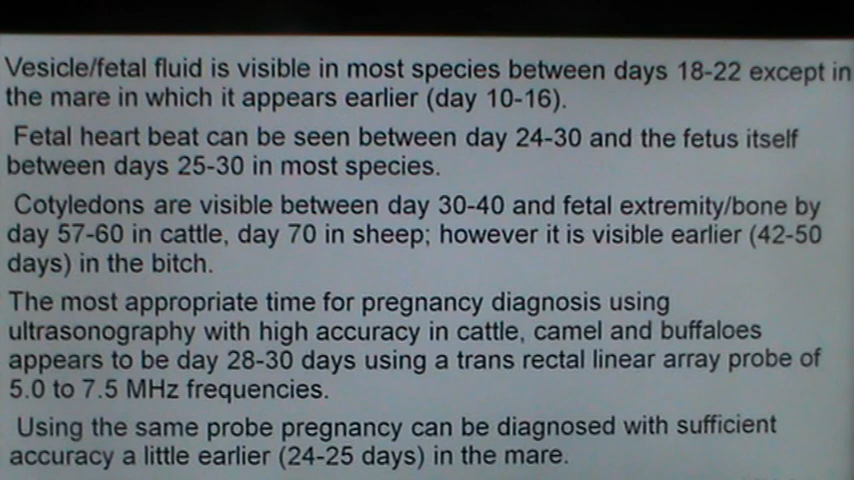 Vesicle/fetal fluid is visible in most species between days 18-22 except in
the mare in which it appears earlier (day 10-16).
Fetal heart beat can be seen between day 24-30 and the fetus itself
between days 25-30 in most species.
Cotyledons are visible between day 30-40 and fetal extremity/bone by
day 57-60 in cattle, day 70 in sheep; however it is visible earlier (42-50
days) in the bitch.
The most appropriate time for pregnancy diagnosis using
ultrasonography with high accuracy in cattle, camel and buffaloes
appears to be day 28-30 days using a trans rectal linear array probe of
5.0 to 7.5 MHz frequencies.
Using the same probe pregnancy can be diagnosed with sufficient
accuracy a little earlier (24-25 days) in the mare.